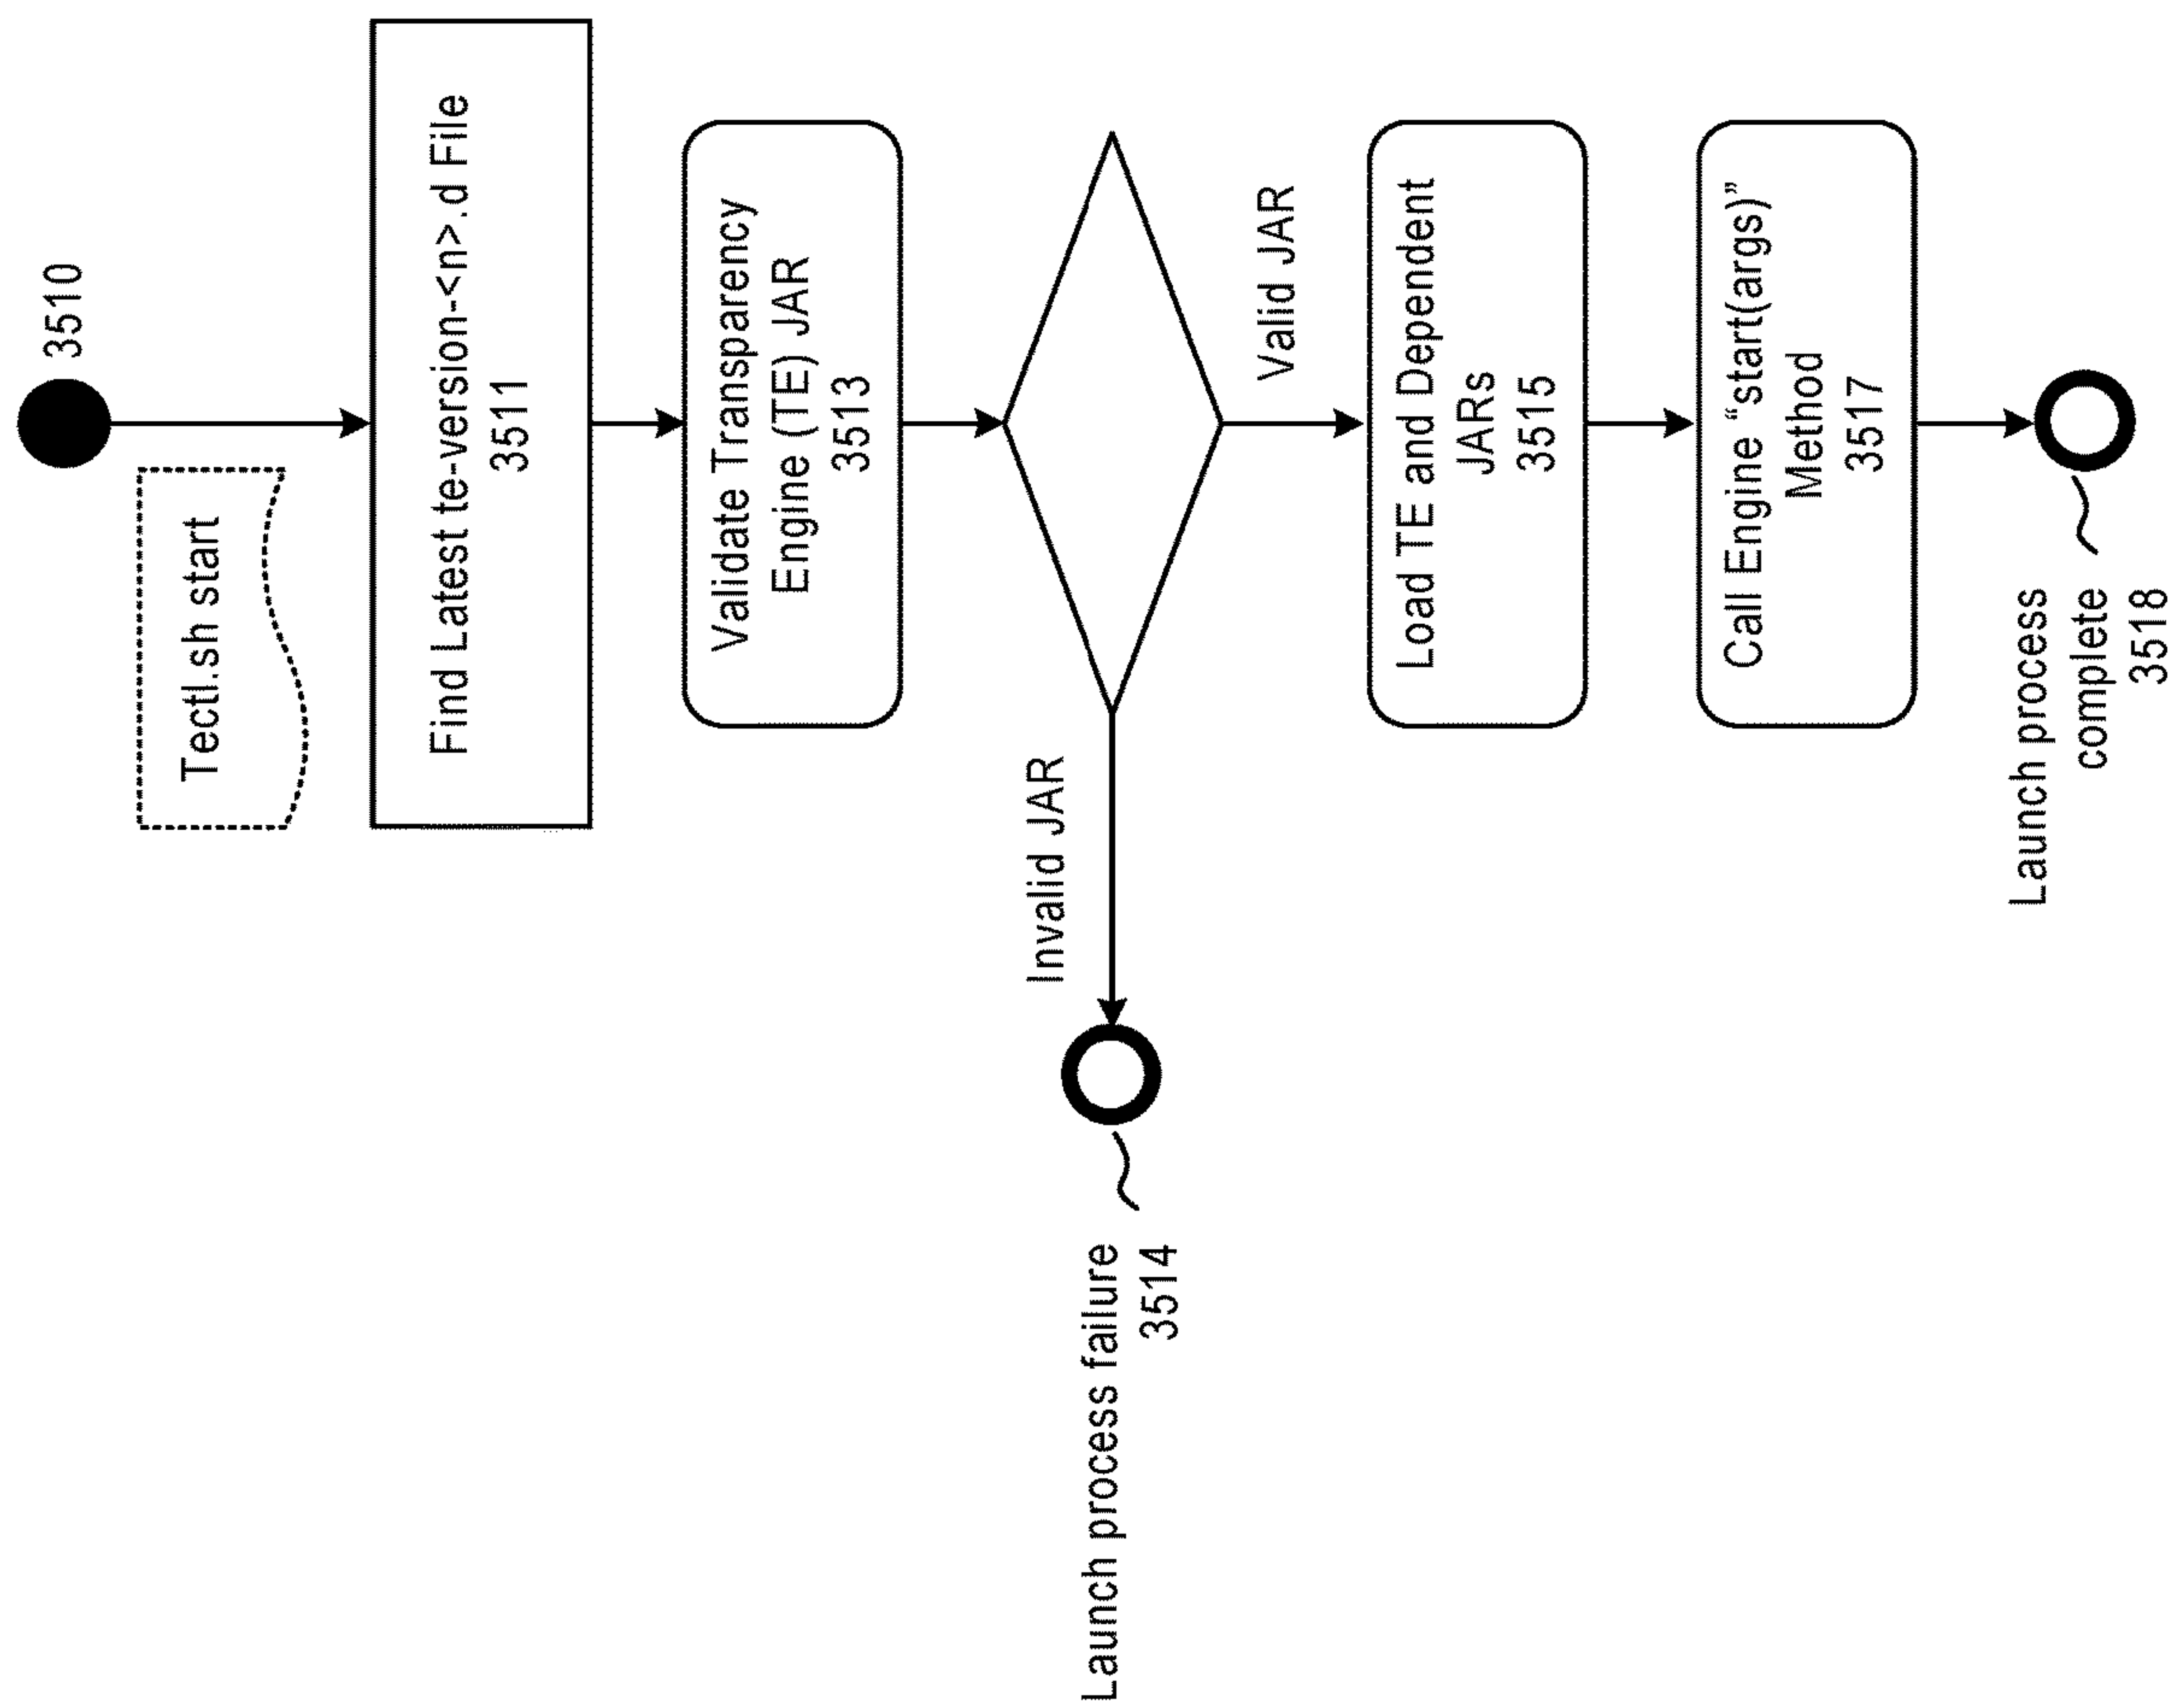 3510
Tectl.sh start
Find Latest te-version-<n>.d File
3511
Validate Transparency
Engine (TE) JAR
3513
Invalid JAR
Valid JAR
Launch process failure
3514
Load TE and Dependent
JARs
3515
Call Engine “start(args)”
Method
3517
Launch process
complete
3518